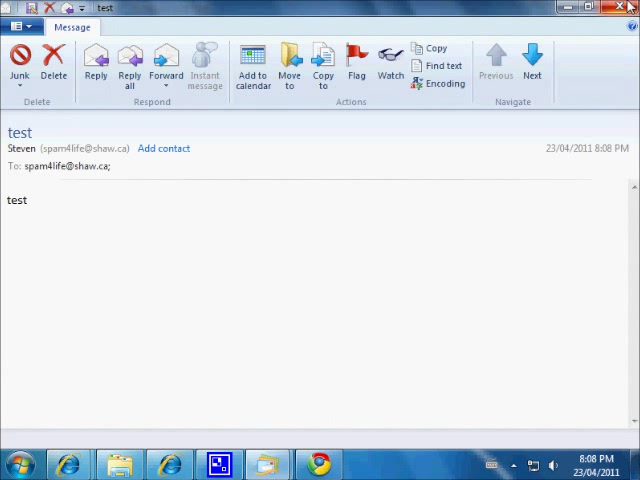 test
Message
Junk
Delete
Reply
Reply all
Forward
Instant message
Add to calendar
Move to
Copy to
Flag
Watch
Copy
Find text
Encoding
Previous
Next
Delete
Respond
Actions
Navigate
test
Steven (spam4life@shaw.ca) Add contact 23/04/2011 8:08 PM
To: spam4life@shaw.ca;
test
8:08 PM
23/04/2011